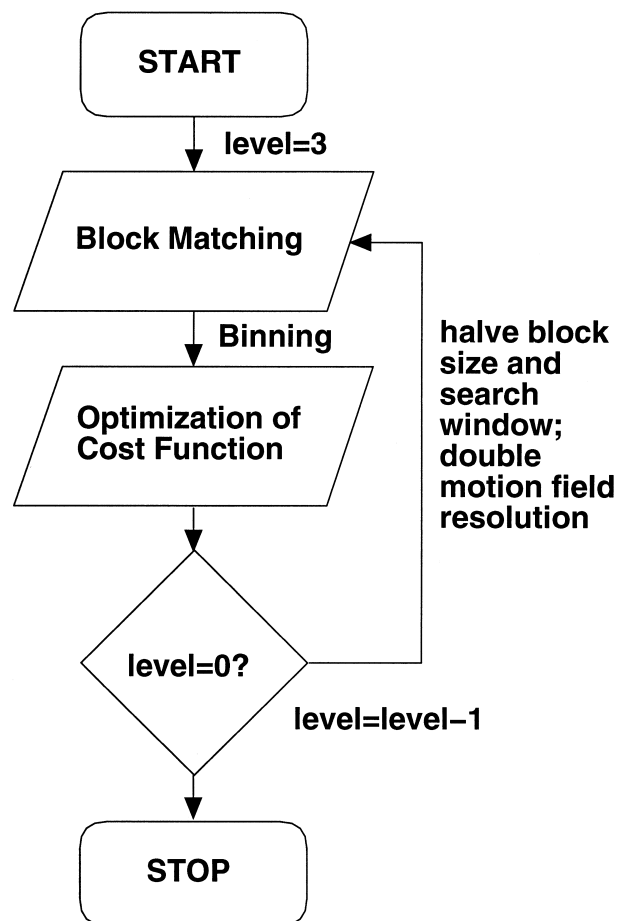 START
level=3
Block Matching
Binning
Optimization of
Cost Function
halve block
size and
search
window;
double
motion field
resolution
level=0?
level=level−1
STOP